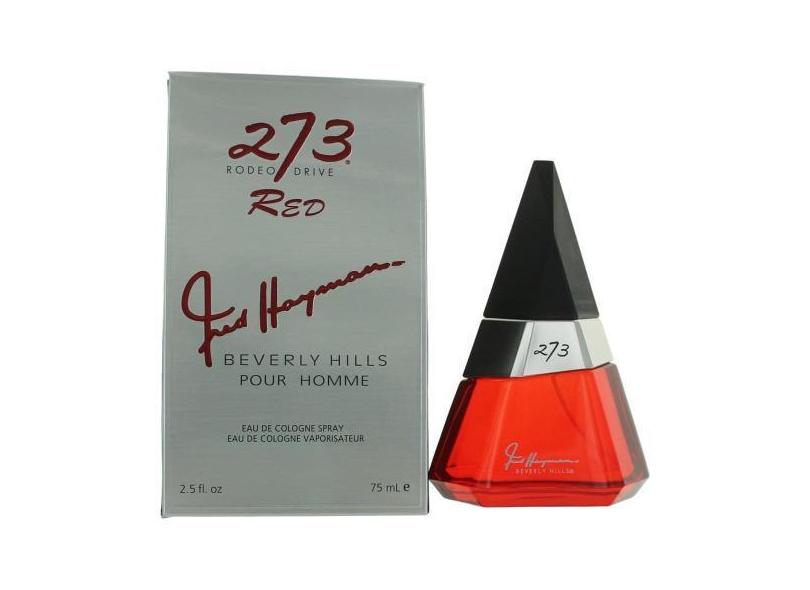 273®
RODEO DRIVE
RED
Fred Hayman
BEVERLY HILLS
POUR HOMME
EAU DE COLOGNE SPRAY
EAU DE COLOGNE VAPORISATEUR
2.5 fl. oz 75 mL e
273
Fred Hayman
BEVERLY HILLS®